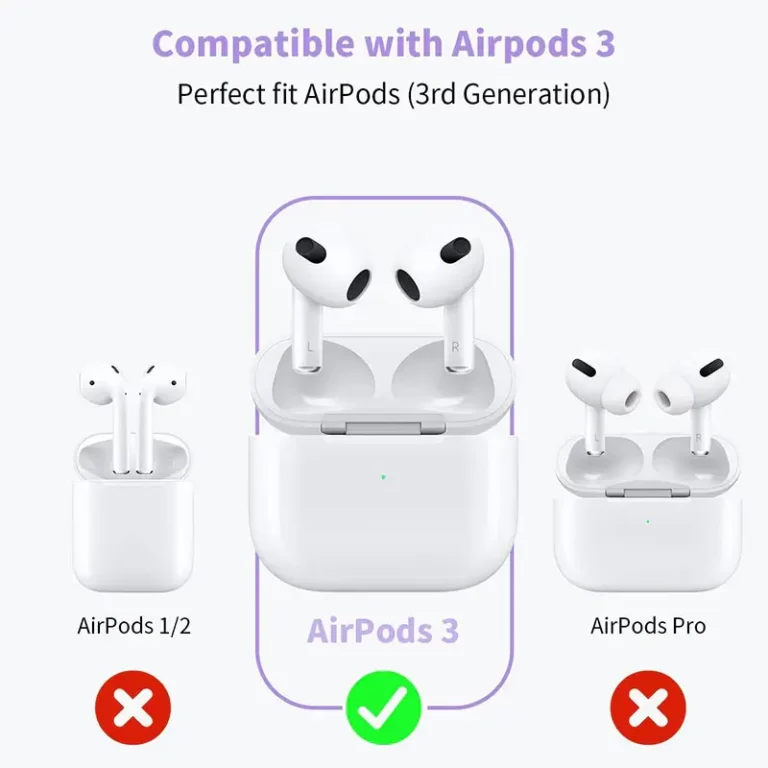 Compatible with Airpods 3
Perfect fit AirPods (3rd Generation)
L
R
L
R
AirPods 1/2
AirPods 3
AirPods Pro